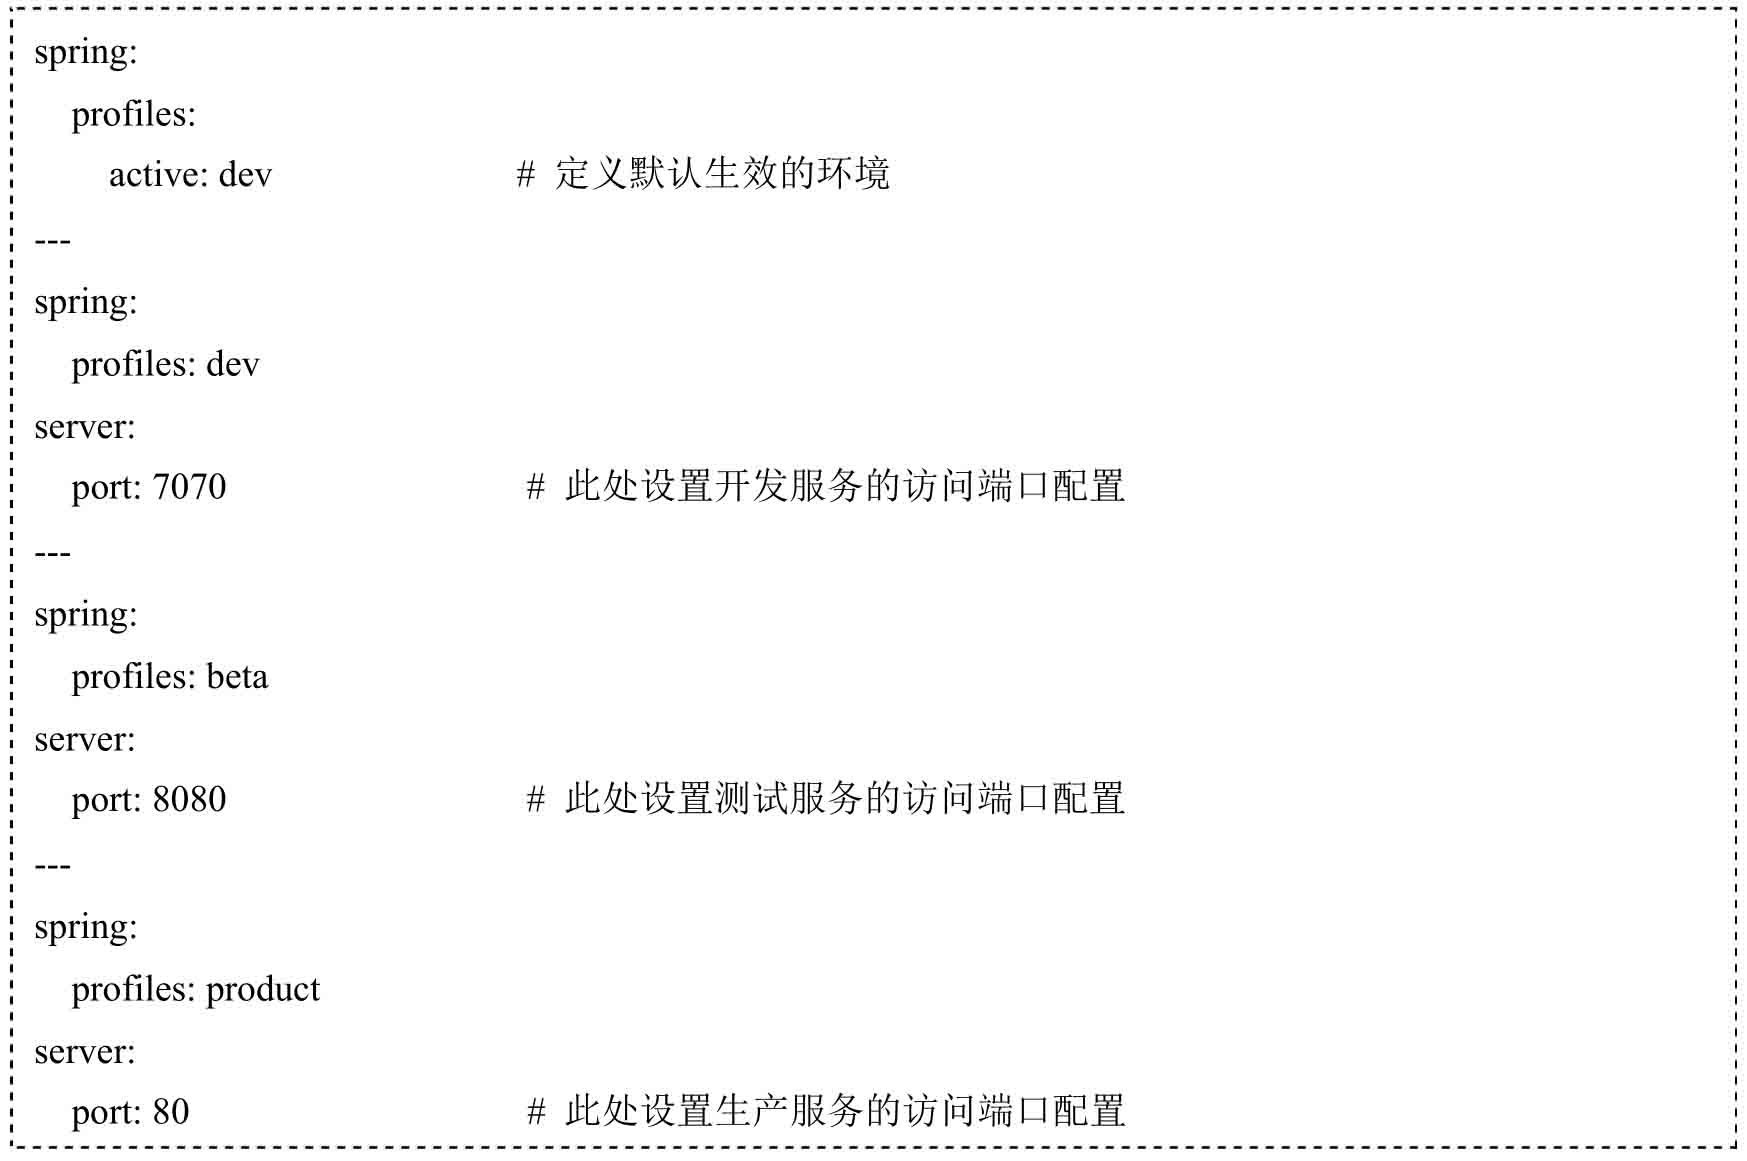 spring:
profiles:
active: dev # 定义默认生效的环境
---
spring:
profiles: dev
server:
port: 7070 # 此处设置开发服务的访问端口配置
---
spring:
profiles: beta
server:
port: 8080 # 此处设置测试服务的访问端口配置
---
spring:
profiles: product
server:
port: 80 # 此处设置生产服务的访问端口配置